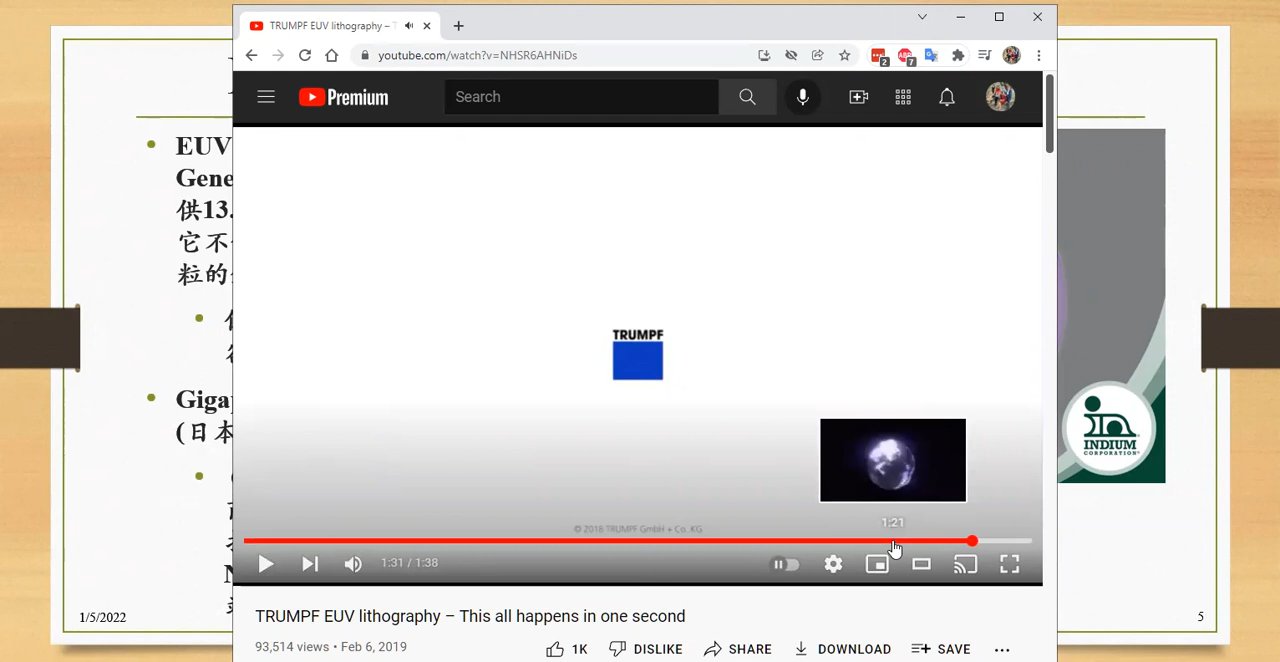 TRUMPF EUV lithography –
youtube.com/watch?v=NHSR6AHNiDs
2
7
Premium
Search
EUV
Gene
供13.
它不
粒的
Giga
(日本
TRUMPF
INDIUM
CORPORATION
1:21
© 2018 TRUMPF GmbH + Co. KG
1:31 / 1:38
TRUMPF EUV lithography – This all happens in one second
93,514 views • Feb 6, 2019
1K DISLIKE SHARE DOWNLOAD SAVE
1/5/2022
5